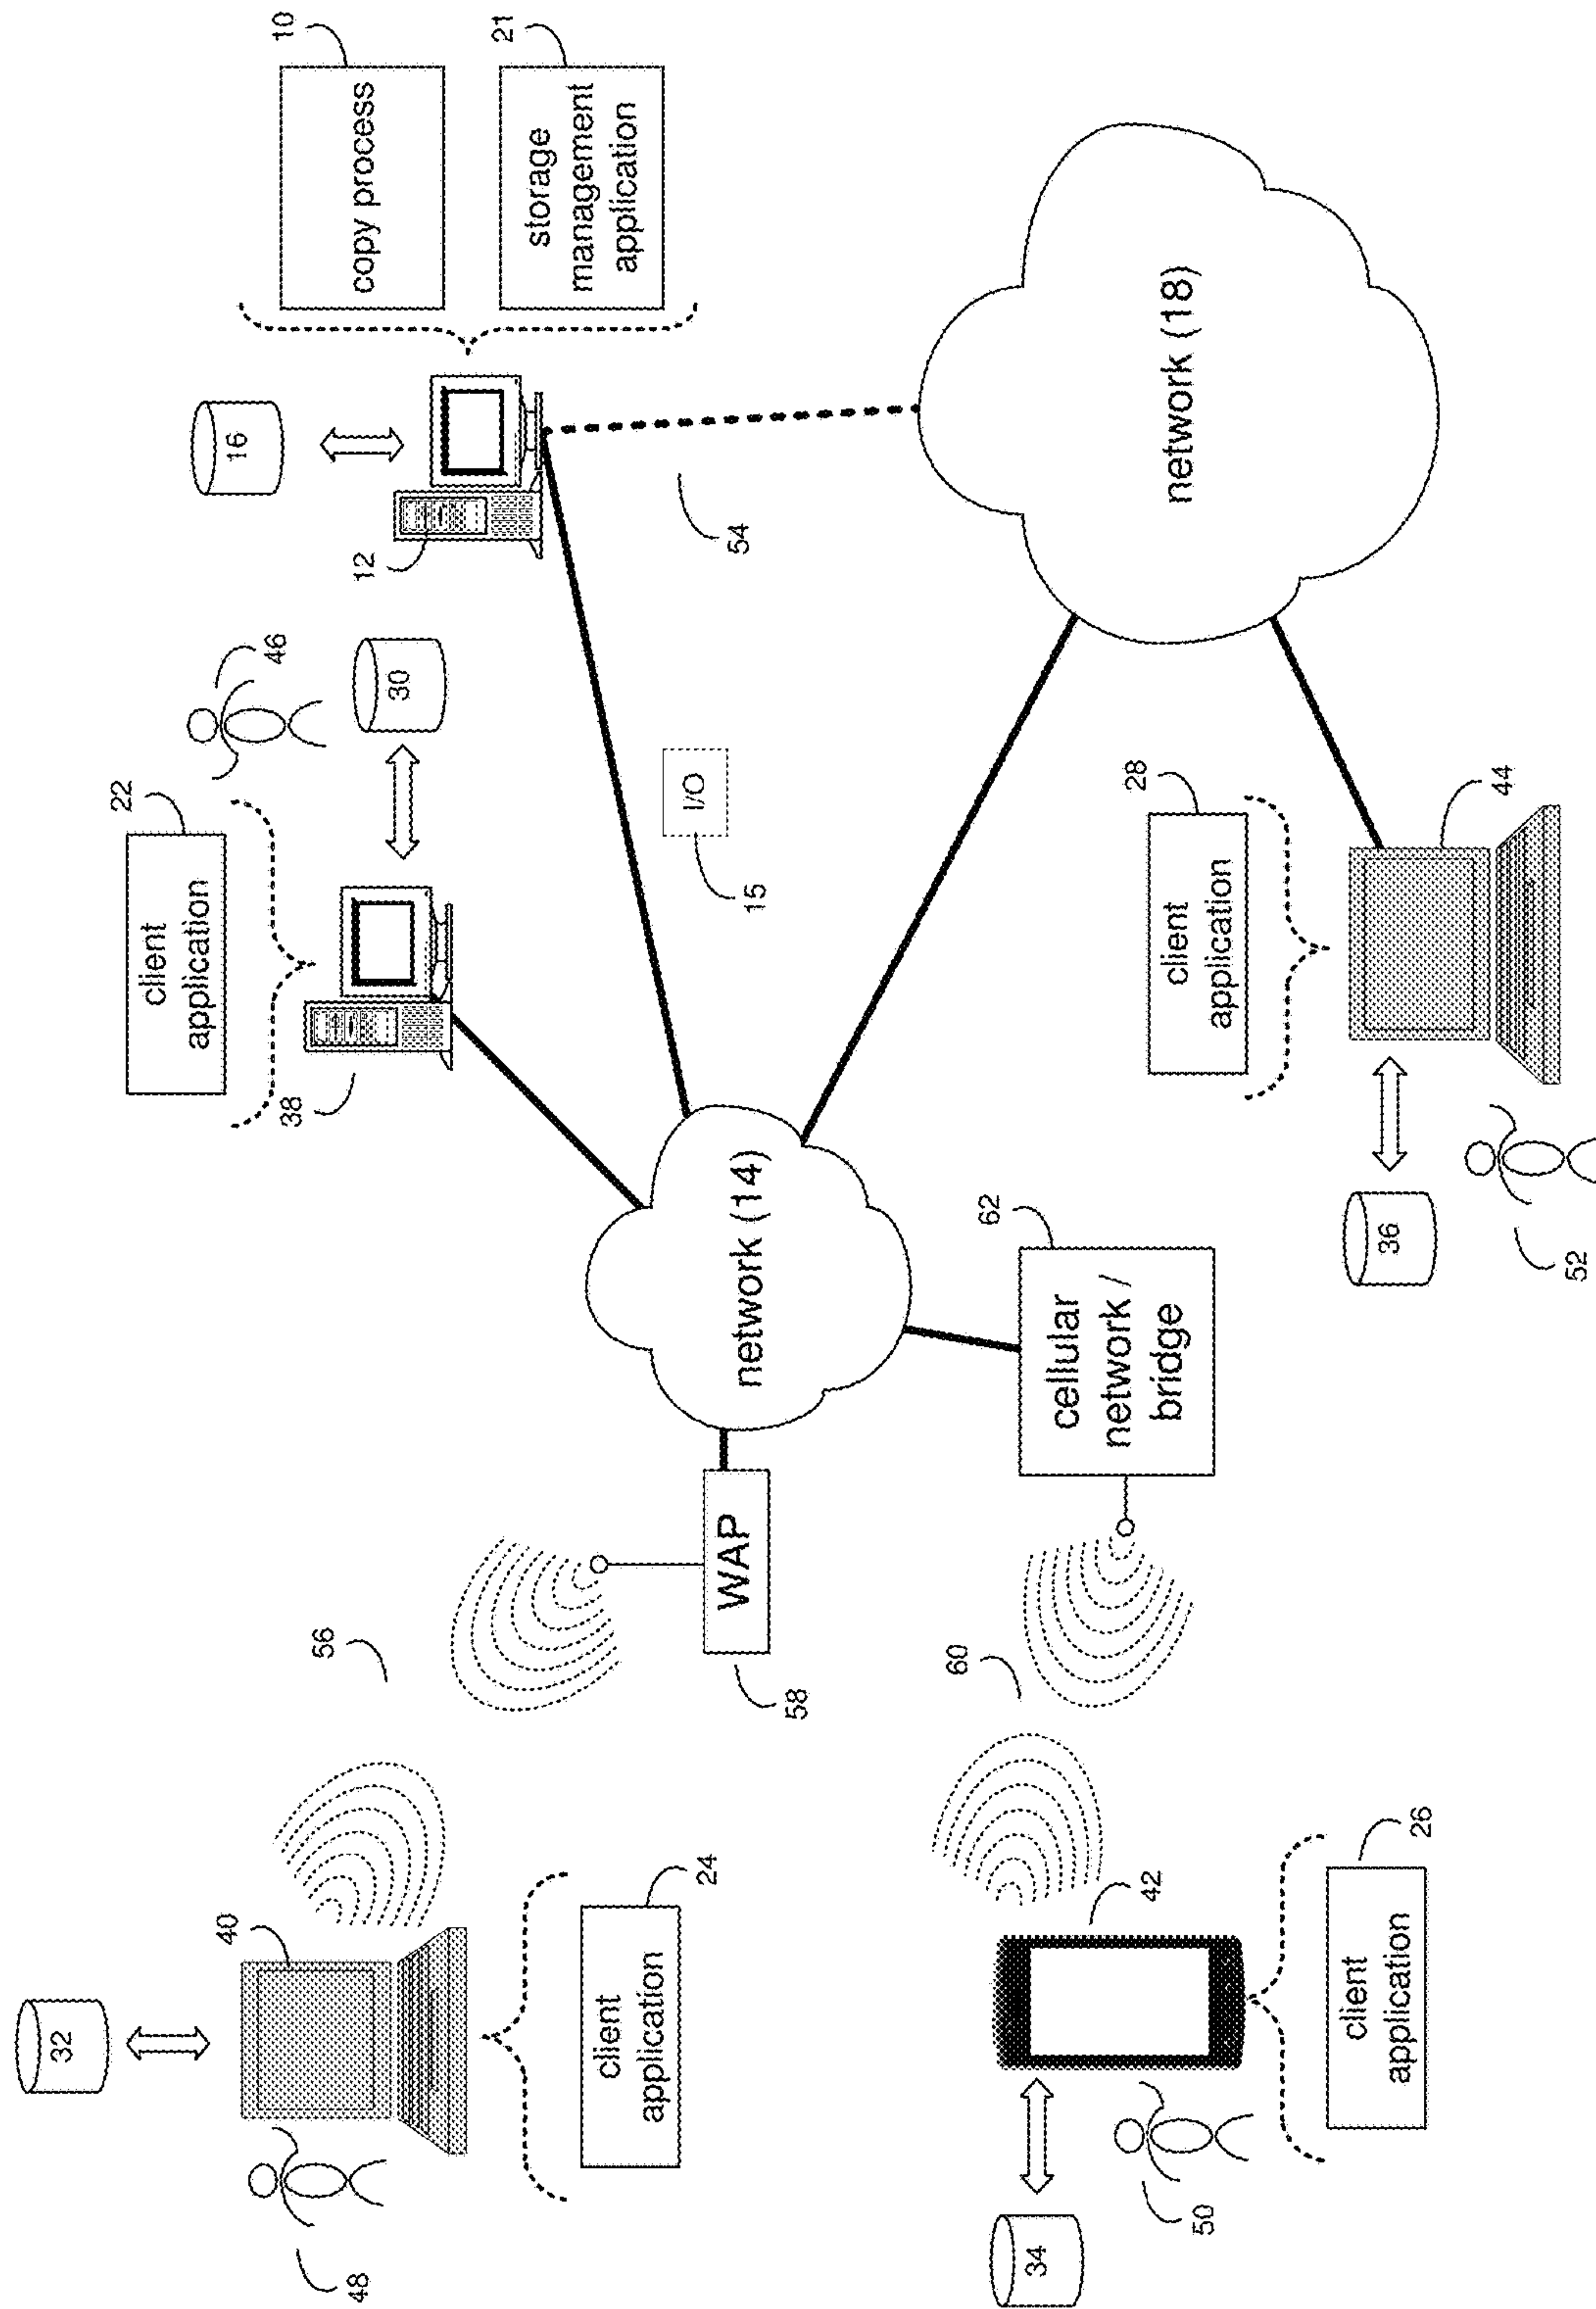 32
40
48
client
application
24
56
WAP
58
client
application
22
38
46
30
16
12
copy process
10
storage
management
application
21
54
I/O
15
network (14)
network (18)
34
50
42
60
client
application
26
cellular
network /
bridge
62
client
application
28
36
52
44